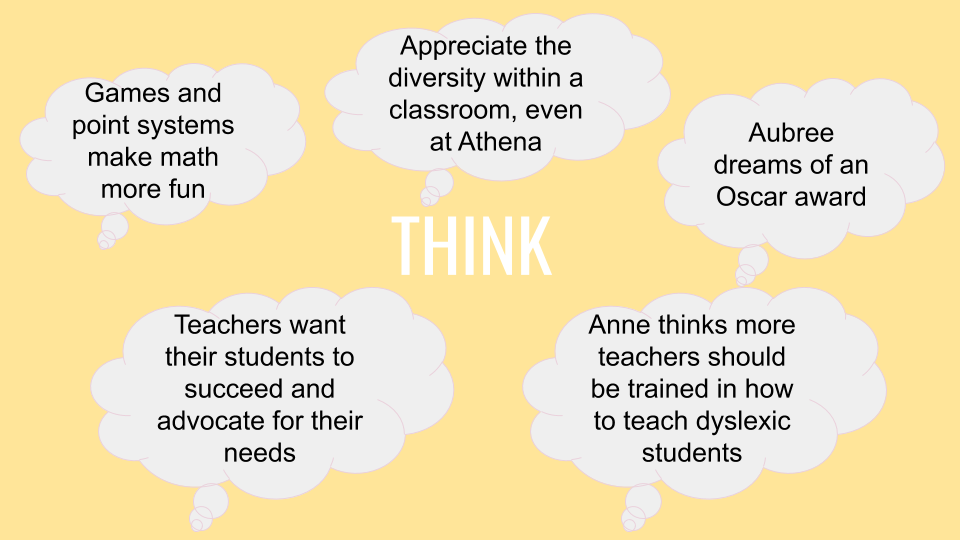 Games and
point systems
make math
more fun
Appreciate the
diversity within a
classroom, even
at Athena
Aubree
dreams of an
Oscar award
THINK
Teachers want
their students to
succeed and
advocate for their
needs
Anne thinks more
teachers should
be trained in how
to teach dyslexic
students